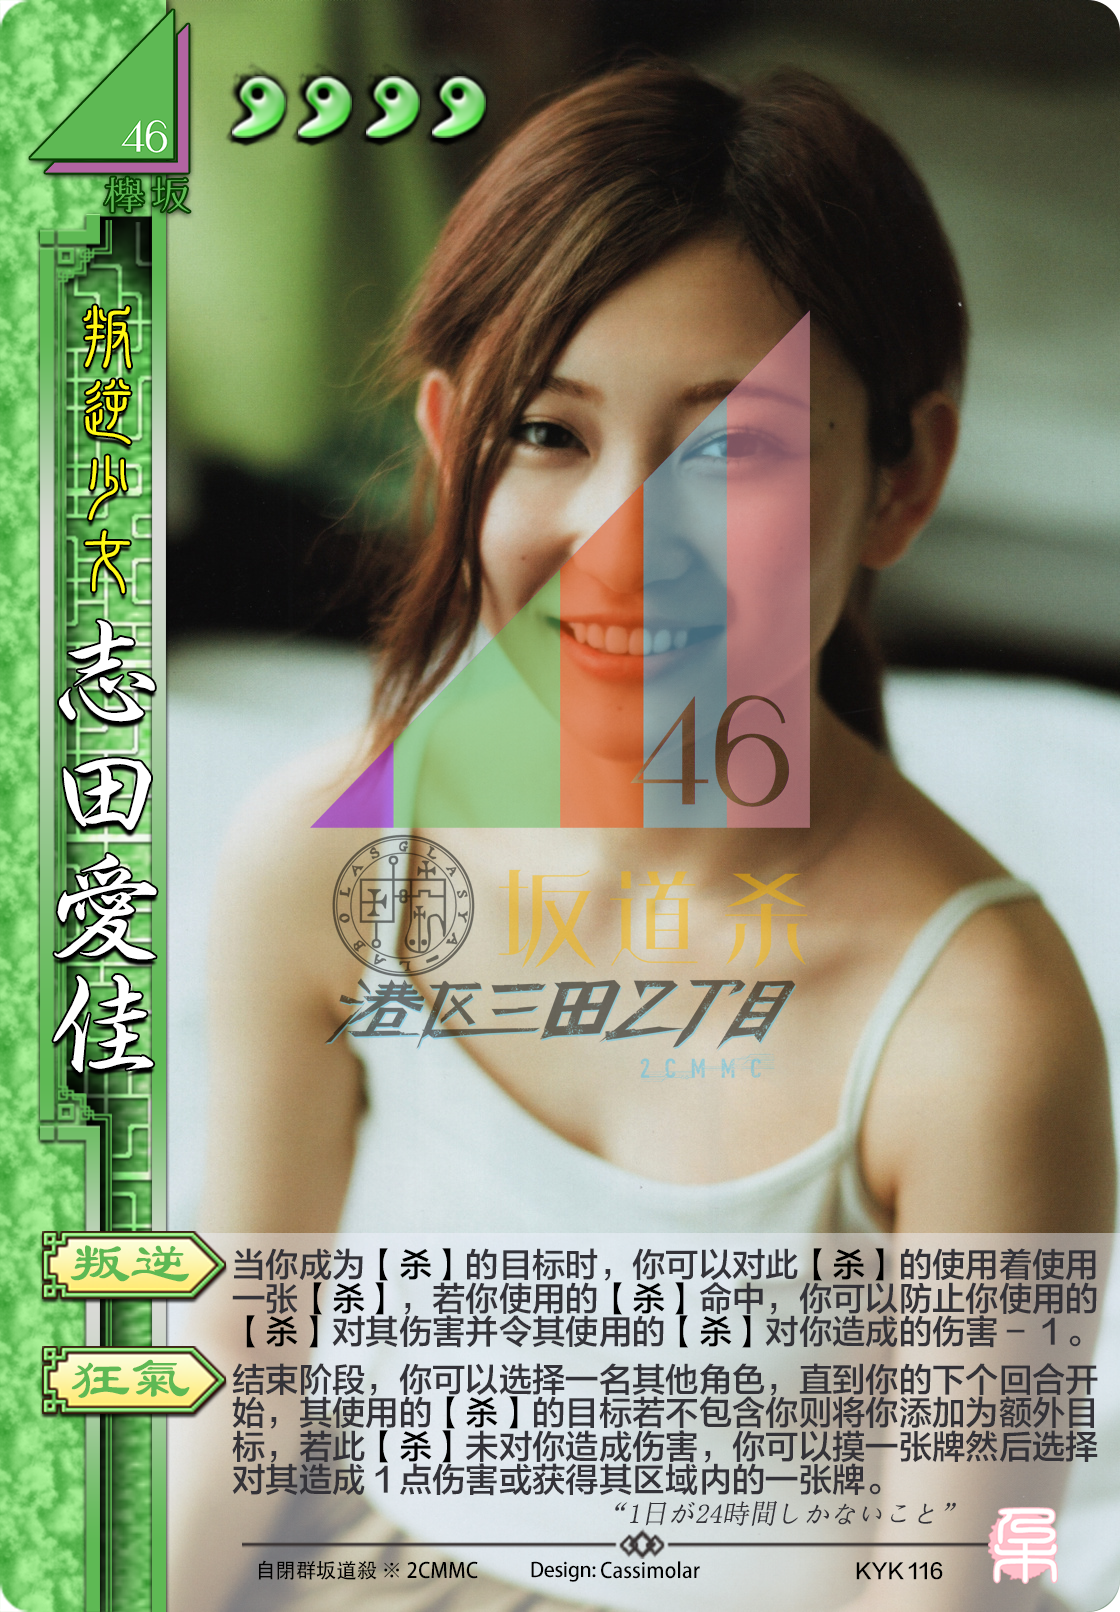 46
欅坂
叛逆少女
志田愛佳
46
GLASYA-LABOLAS
坂道杀
港区三田乙丁目
2CMMC
叛逆
当你成为【杀】的目标时，你可以对此【杀】的使用着使用
一张【杀】，若你使用的【杀】命中，你可以防止你使用的
【杀】对其伤害并令其使用的【杀】对你造成的伤害－1。
狂氣
结束阶段，你可以选择一名其他角色，直到你的下个回合开
始，其使用的【杀】的目标若不包含你则将你添加为额外目
标，若此【杀】未对你造成伤害，你可以摸一张牌然后选择
对其造成1点伤害或获得其区域内的一张牌。
“1日が24時間しかないこと”
自閉群坂道殺 ※ 2CMMC
Design: Cassimolar
KYK 116